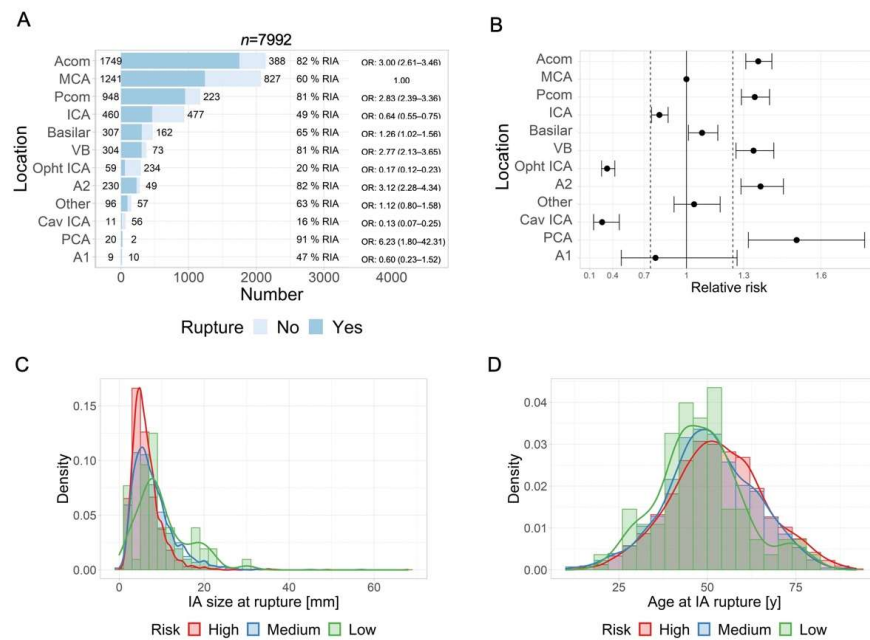 A
n=7992
Location
Acom 1749 388 82 % RIA OR: 3.00 (2.61–3.46)
MCA 1241 827 60 % RIA 1.00
Pcom 948 223 81 % RIA OR: 2.83 (2.39–3.36)
ICA 460 477 49 % RIA OR: 0.64 (0.55–0.75)
Basilar 307 162 65 % RIA OR: 1.26 (1.02–1.56)
VB 304 73 81 % RIA OR: 2.77 (2.13–3.65)
Opht ICA 59 234 20 % RIA OR: 0.17 (0.12–0.23)
A2 230 49 82 % RIA OR: 3.12 (2.28–4.34)
Other 96 57 63 % RIA OR: 1.12 (0.80–1.58)
Cav ICA 11 56 16 % RIA OR: 0.13 (0.07–0.25)
PCA 20 2 91 % RIA OR: 6.23 (1.80–42.31)
A1 9 10 47 % RIA OR: 0.60 (0.23–1.52)
0 1000 2000 3000 4000
Number
Rupture No Yes
B
Location
Acom
MCA
Pcom
ICA
Basilar
VB
Opht ICA
A2
Other
Cav ICA
PCA
A1
0.1 0.4 0.7 1 1.3 1.6
Relative risk
C
Density
0.15
0.10
0.05
0.00
0 20 40 60
IA size at rupture [mm]
Risk High Medium Low
D
Density
0.04
0.03
0.02
0.01
0.00
25 50 75
Age at IA rupture [y]
Risk High Medium Low